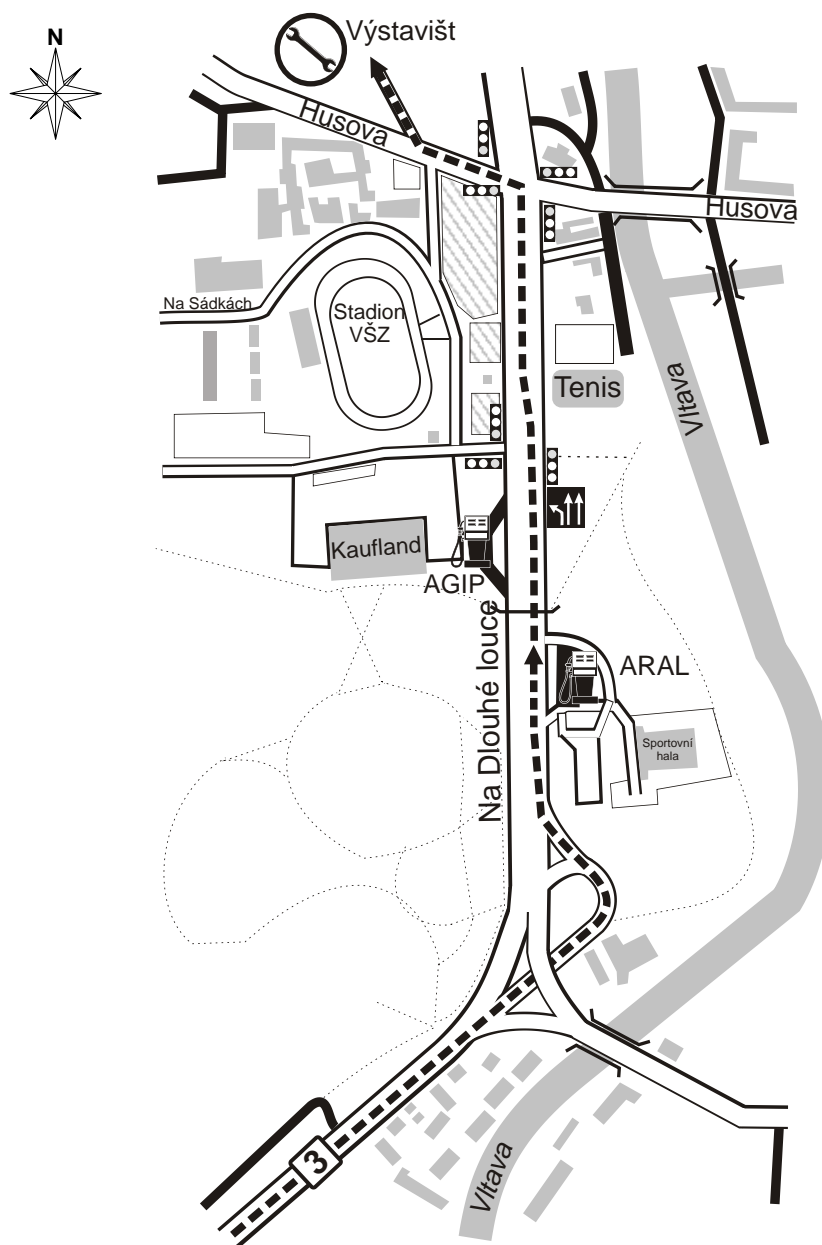 N
Výstavišt
Husova
Husova
Na Sádkách
Stadion
VŠZ
Tenis
Vltava
Kaufland
AGIP
Na Dlouhé louce
ARAL
Sportovní
hala
3
Vltava